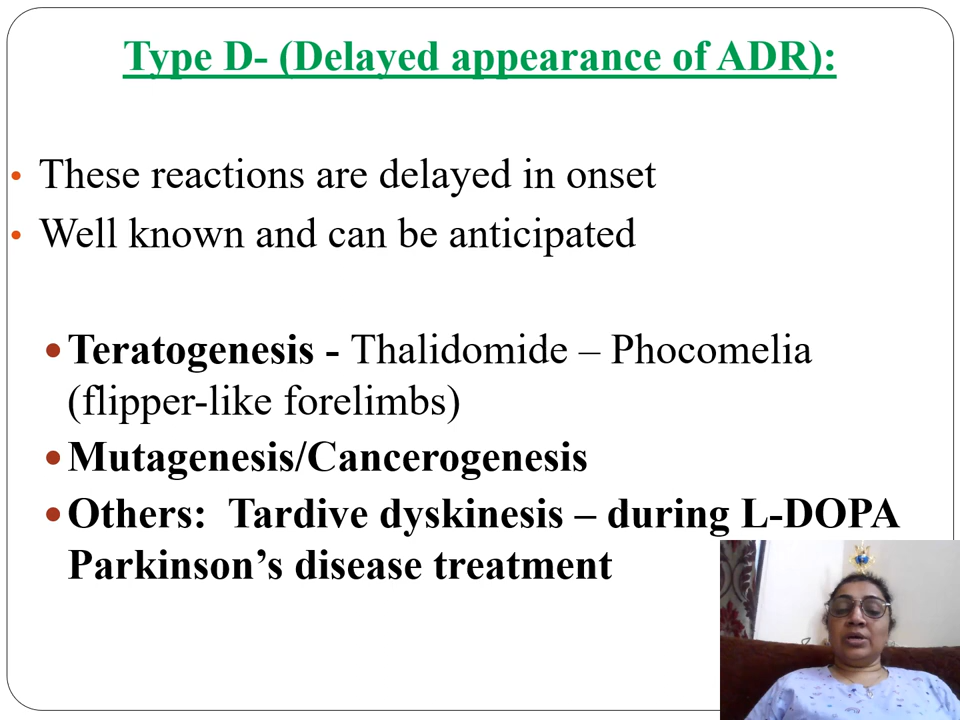 Type D- (Delayed appearance of ADR):
• These reactions are delayed in onset
• Well known and can be anticipated
• Teratogenesis - Thalidomide – Phocomelia
(flipper-like forelimbs)
• Mutagenesis/Cancerogenesis
• Others: Tardive dyskinesis – during L-DOPA
Parkinson’s disease treatment